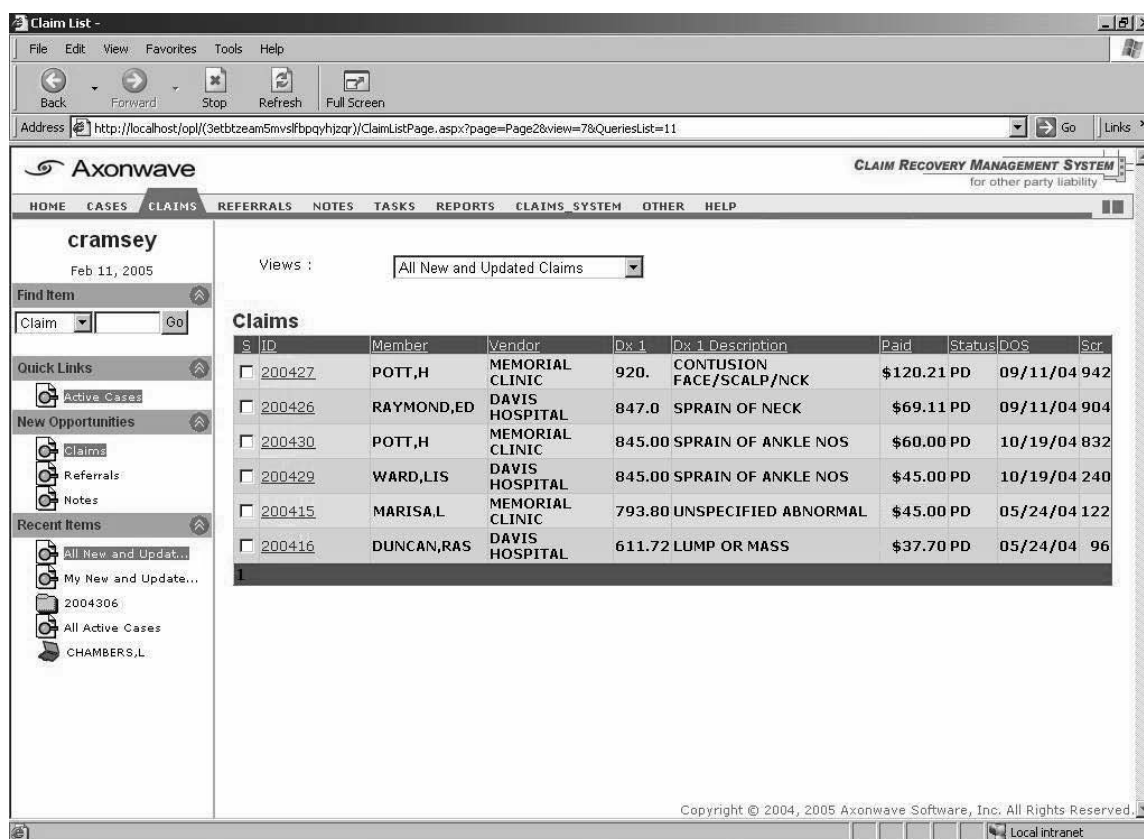 Claim List -
File Edit View Favorites Tools Help
Back Forward Stop Refresh Full Screen
Address http://localhost/opl/(3etbtzeam5mvslfbpqyhjzqr)/ClaimListPage.aspx?page=Page2&view=7&QueriesList=11 Go Links
Axonwave
CLAIM RECOVERY MANAGEMENT SYSTEM
for other party liability
HOME CASES CLAIMS REFERRALS NOTES TASKS REPORTS CLAIMS_SYSTEM OTHER HELP
cramsey
Feb 11, 2005
Find Item
Claim Go
Quick Links
Active Cases
New Opportunities
Claims
Referrals
Notes
Recent Items
All New and Updat...
My New and Update...
2004306
All Active Cases
CHAMBERS,L
Views : All New and Updated Claims
Claims
S ID Member Vendor Dx 1 Dx 1 Description Paid Status DOS Scr
200427 POTT,H MEMORIAL CLINIC 920. CONTUSION FACE/SCALP/NCK $120.21 PD 09/11/04 942
200426 RAYMOND,ED DAVIS HOSPITAL 847.0 SPRAIN OF NECK $69.11 PD 09/11/04 904
200430 POTT,H MEMORIAL CLINIC 845.00 SPRAIN OF ANKLE NOS $60.00 PD 10/19/04 832
200429 WARD,LIS DAVIS HOSPITAL 845.00 SPRAIN OF ANKLE NOS $45.00 PD 10/19/04 240
200415 MARISA,L MEMORIAL CLINIC 793.80 UNSPECIFIED ABNORMAL $45.00 PD 05/24/04 122
200416 DUNCAN,RAS DAVIS HOSPITAL 611.72 LUMP OR MASS $37.70 PD 05/24/04 96
1
Copyright © 2004, 2005 Axonwave Software, Inc. All Rights Reserved.
Local intranet